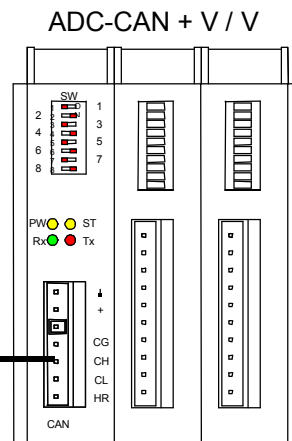 ADC-CAN + V / V
SW
1
2
3
4
5
6
7
8
PW ST
Rx Tx
+
CG
CH
CL
HR
CAN